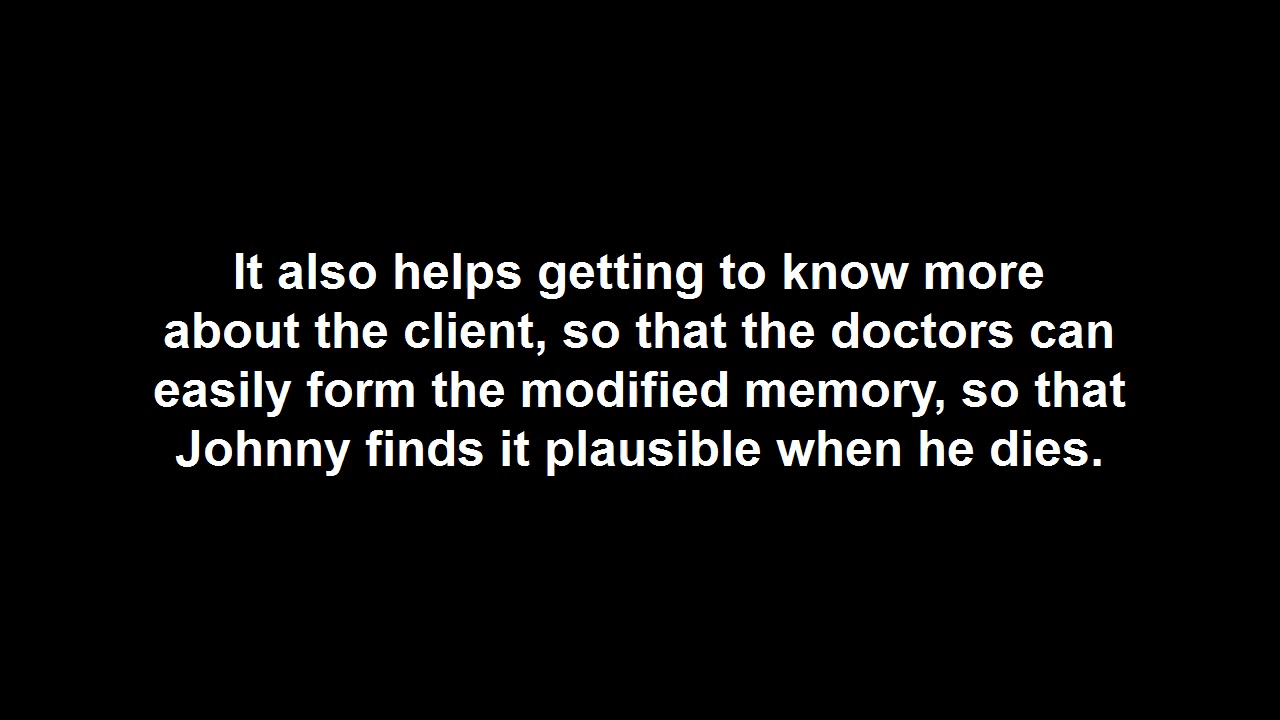 It also helps getting to know more
about the client, so that the doctors can
easily form the modified memory, so that
Johnny finds it plausible when he dies.